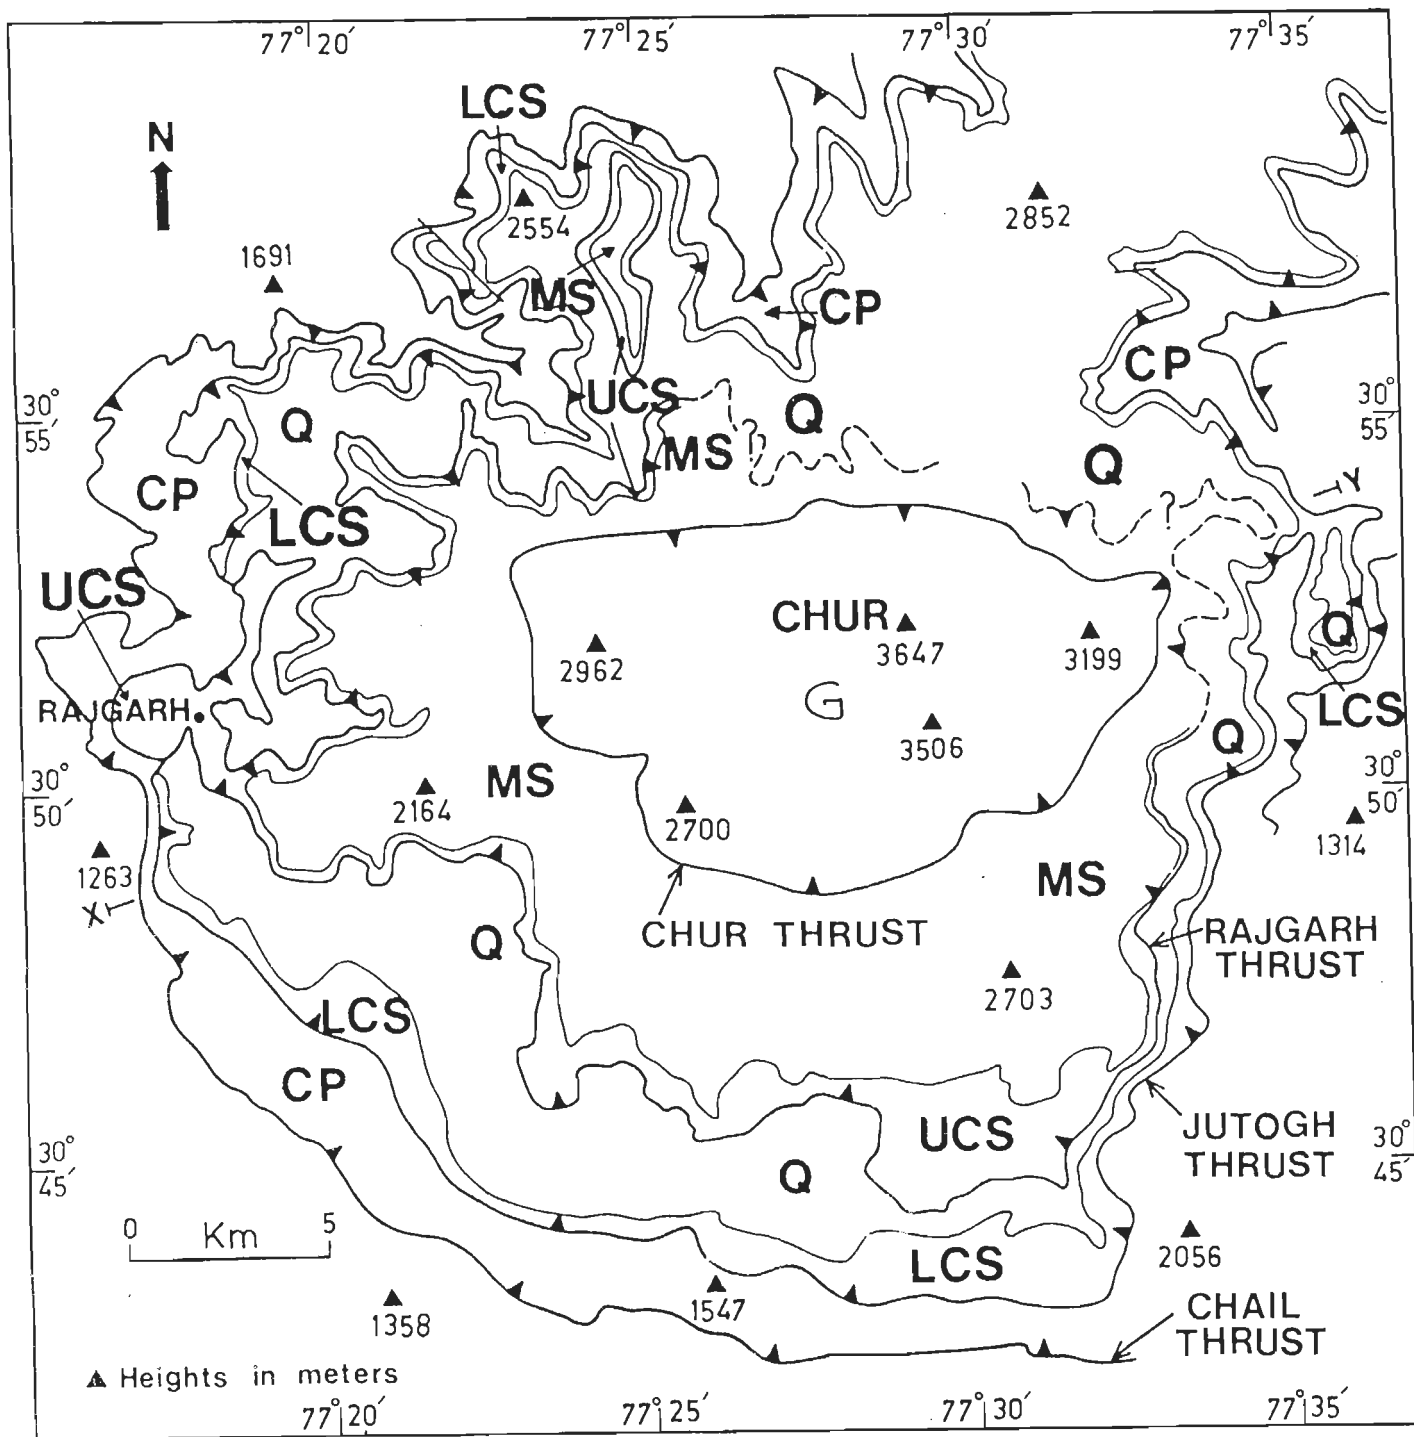 77°20′ 77°25′ 77°30′ 77°35′
LCS
N
2554
2852
1691
MS
CP
CP
UCS
30°
55′
Q
Q
MS
Q
30°
55′
CP
LCS
Y
UCS
CHUR
3647
2962
3199
Q
G
RAJGARH
LCS
3506
Q
30°
50′
MS
2164
2700
30°
50′
1314
1263
MS
X
CHUR THRUST
Q
RAJGARH
THRUST
2703
LCS
CP
UCS
JUTOGH
THRUST
30°
45′
30°
45′
Q
0 Km 5
LCS
2056
1547
1358
CHAIL
THRUST
Heights in meters
77°20′ 77°25′ 77°30′ 77°35′
?
?